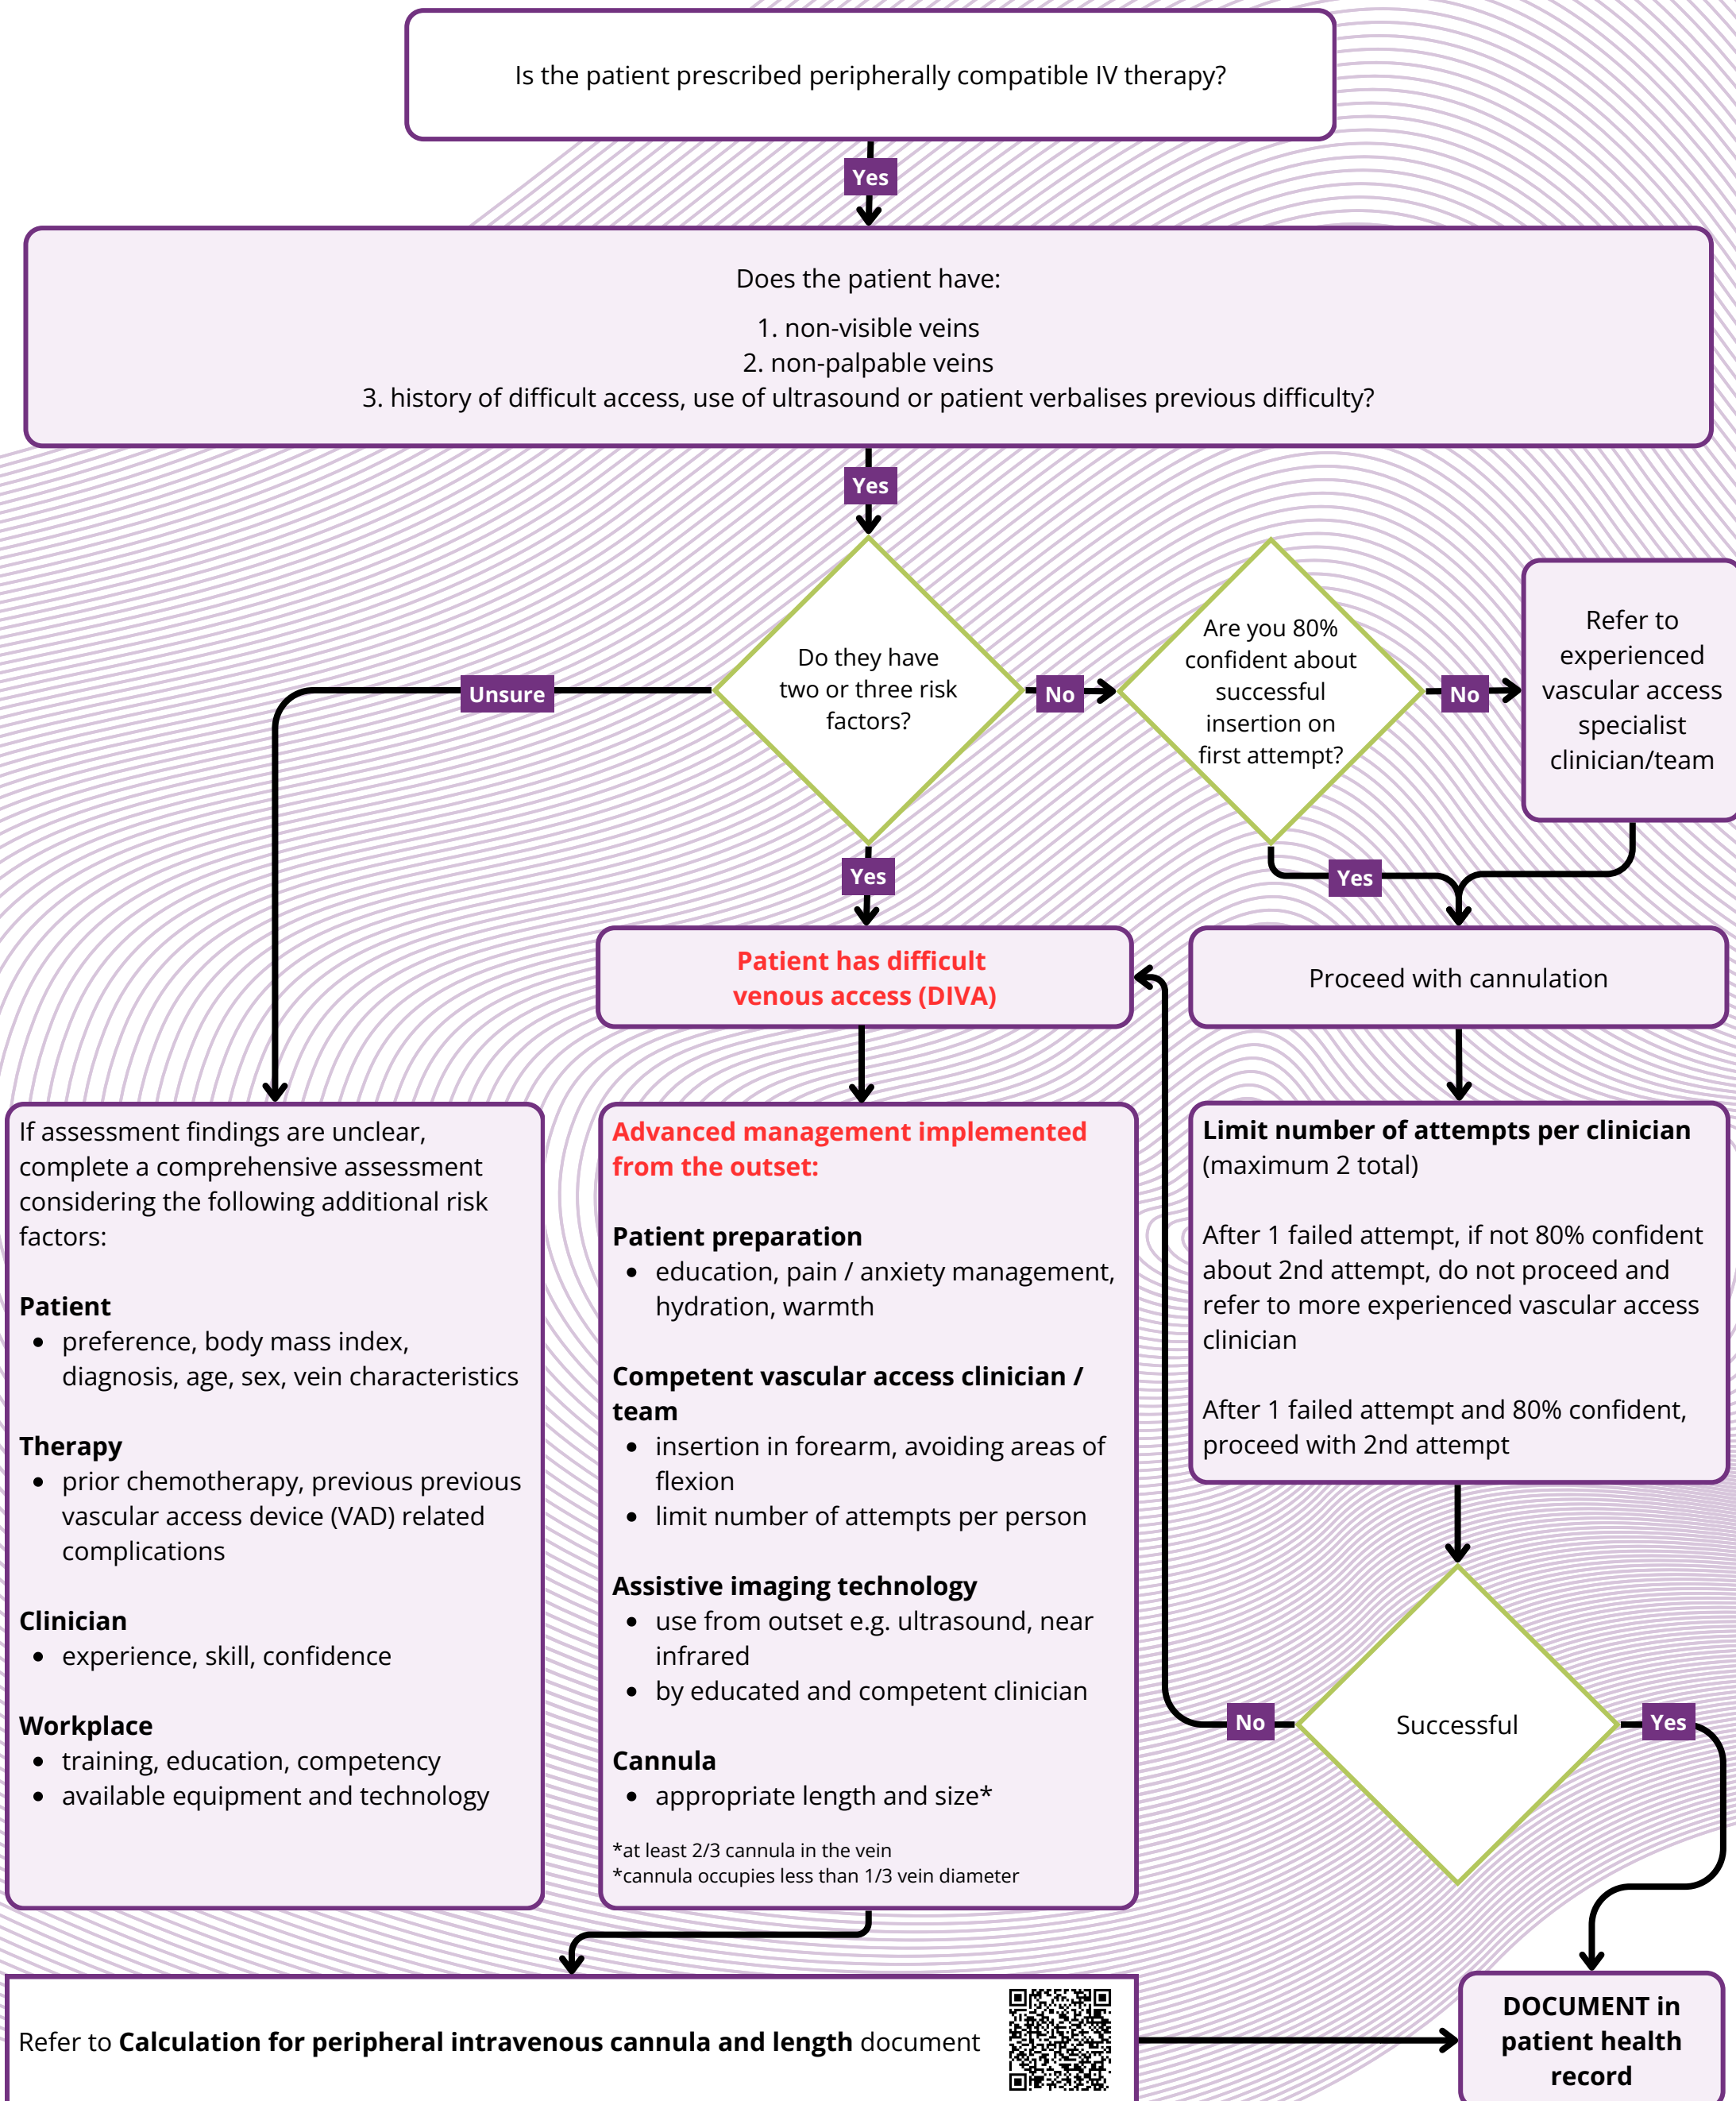 Is the patient prescribed peripherally compatible IV therapy?
Yes
Does the patient have:
1. non-visible veins
2. non-palpable veins
3. history of difficult access, use of ultrasound or patient verbalises previous difficulty?
Yes
Do they have
two or three risk
factors?
Unsure
No
Are you 80%
confident about
successful
insertion on
first attempt?
No
Refer to
experienced
vascular access
specialist
clinician/team
Yes
Yes
Patient has difficult
venous access (DIVA)
Proceed with cannulation
If assessment findings are unclear,
complete a comprehensive assessment
considering the following additional risk
factors:
Patient
• preference, body mass index,
diagnosis, age, sex, vein characteristics
Therapy
• prior chemotherapy, previous previous
vascular access device (VAD) related
complications
Clinician
• experience, skill, confidence
Workplace
• training, education, competency
• available equipment and technology
Advanced management implemented
from the outset:
Patient preparation
• education, pain / anxiety management,
hydration, warmth
Competent vascular access clinician /
team
• insertion in forearm, avoiding areas of
flexion
• limit number of attempts per person
Assistive imaging technology
• use from outset e.g. ultrasound, near
infrared
• by educated and competent clinician
Cannula
• appropriate length and size*
*at least 2/3 cannula in the vein
*cannula occupies less than 1/3 vein diameter
Limit number of attempts per clinician
(maximum 2 total)
After 1 failed attempt, if not 80% confident
about 2nd attempt, do not proceed and
refer to more experienced vascular access
clinician
After 1 failed attempt and 80% confident,
proceed with 2nd attempt
No
Successful
Yes
Refer to Calculation for peripheral intravenous cannula and length document
DOCUMENT in
patient health
record